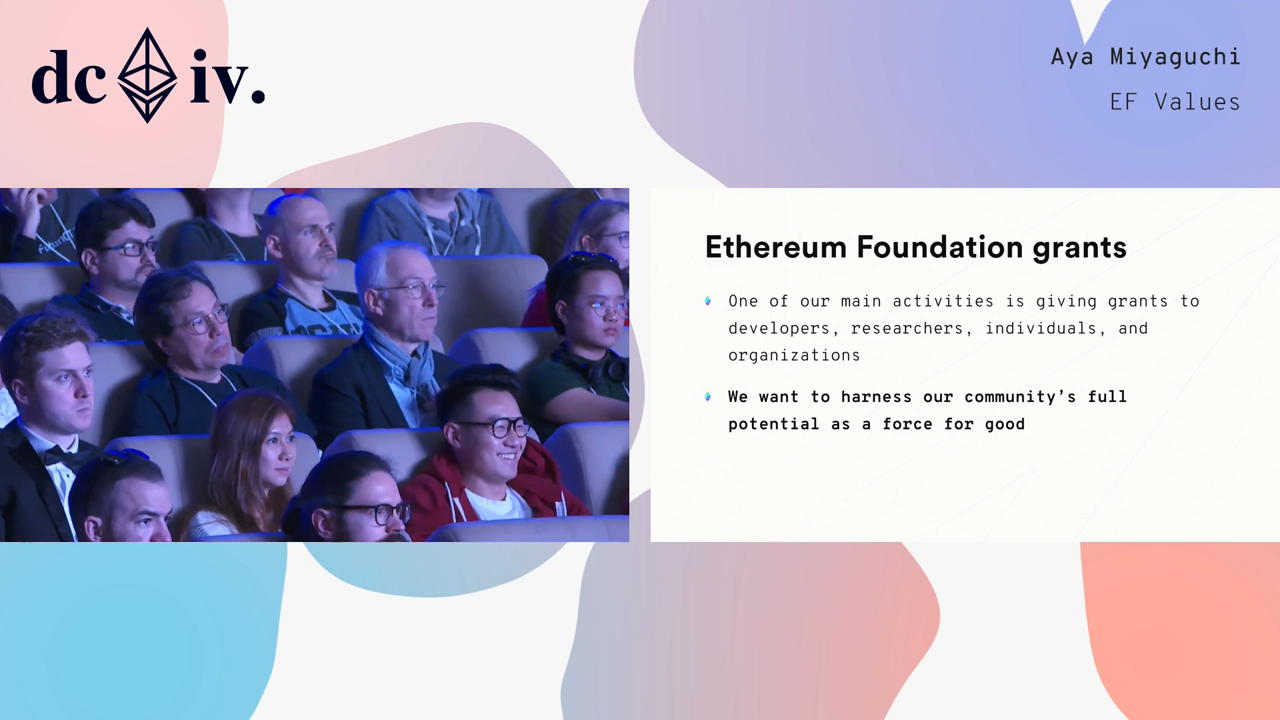 dc iv.
Aya Miyaguchi
EF Values
Ethereum Foundation grants
One of our main activities is giving grants to
developers, researchers, individuals, and
organizations
We want to harness our community’s full
potential as a force for good